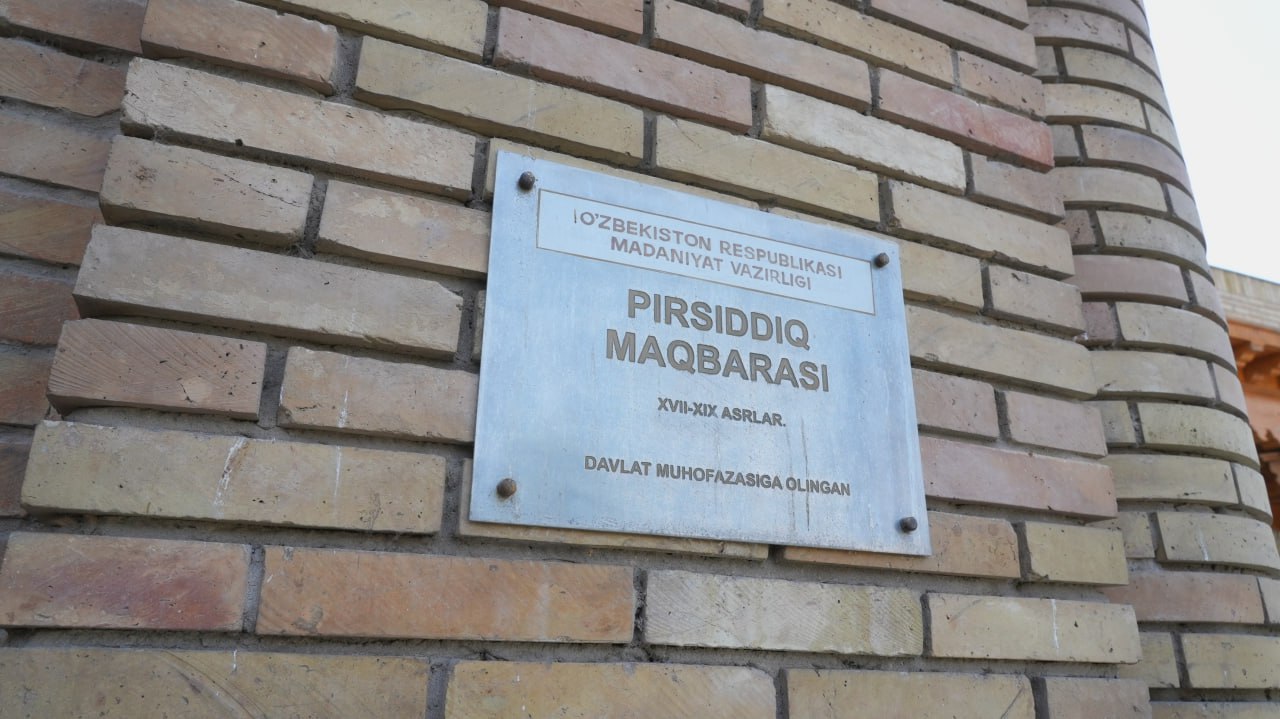 O'ZBEKISTON RESPUBLIKASI
MADANIYAT VAZIRLIGI
PIRSIDDIQ
MAQBARASI
XVII-XIX ASRLAR.
DAVLAT MUHOFAZASIGA OLINGAN